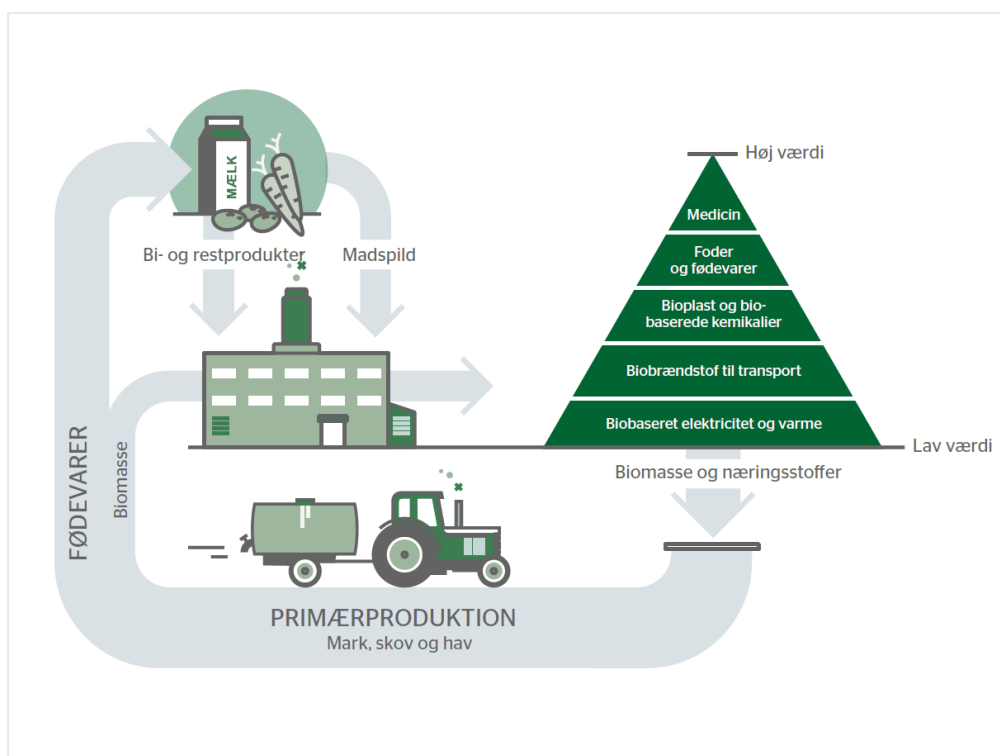 MÆLK
Bi- og restprodukter
Madspild
Høj værdi
Medicin
Foder
og fødevarer
Bioplast og bio-
baserede kemikalier
Biobrændstof til transport
Biobaseret elektricitet og varme
Lav værdi
Biomasse og næringsstoffer
FØDEVARER
Biomasse
PRIMÆRPRODUKTION
Mark, skov og hav